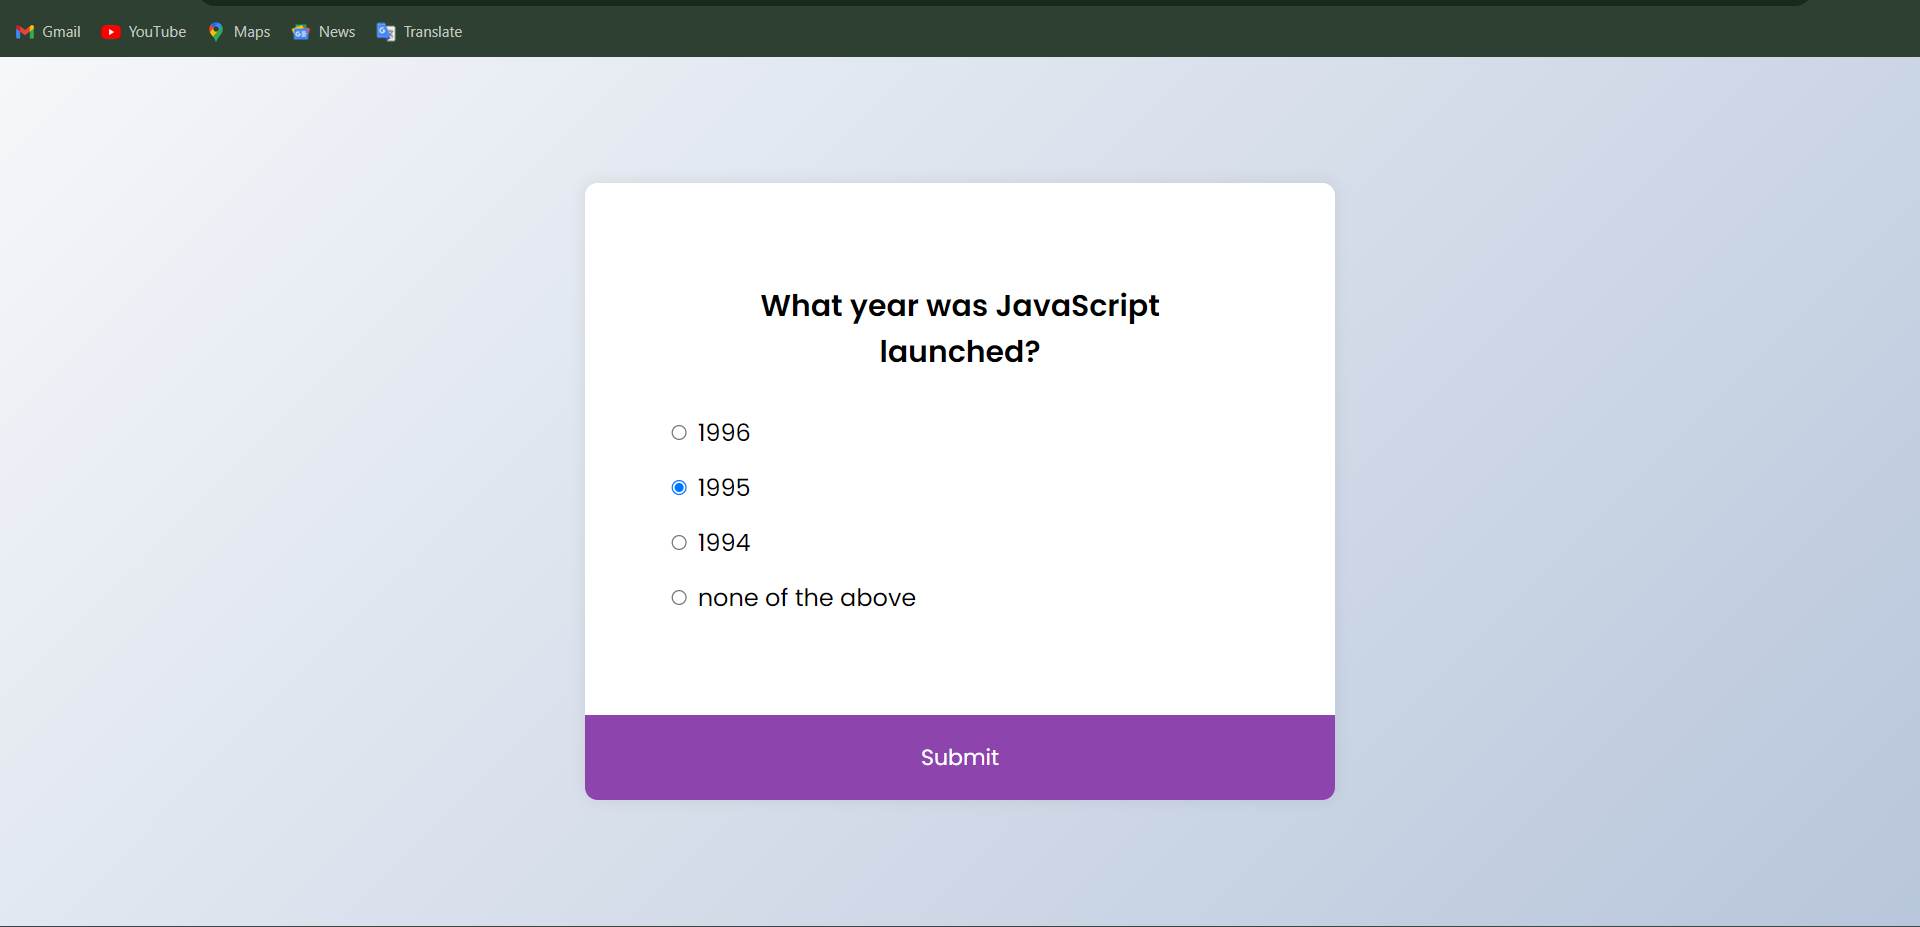 Gmail YouTube Maps News Translate
What year was JavaScript
launched?
1996
1995
1994
none of the above
Submit